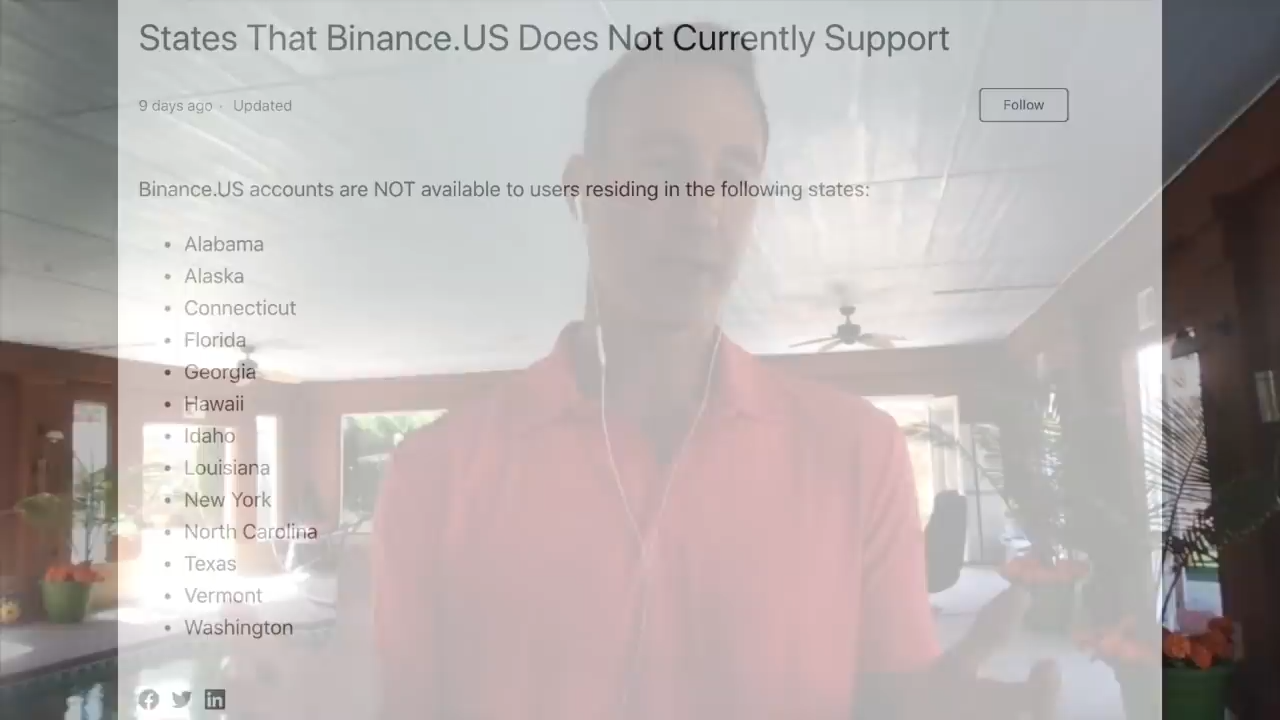 States That Binance.US Does Not Currently Support
9 days ago · Updated
Follow
Binance.US accounts are NOT available to users residing in the following states:
• Alabama
• Alaska
• Connecticut
• Florida
• Georgia
• Hawaii
• Idaho
• Louisiana
• New York
• North Carolina
• Texas
• Vermont
• Washington